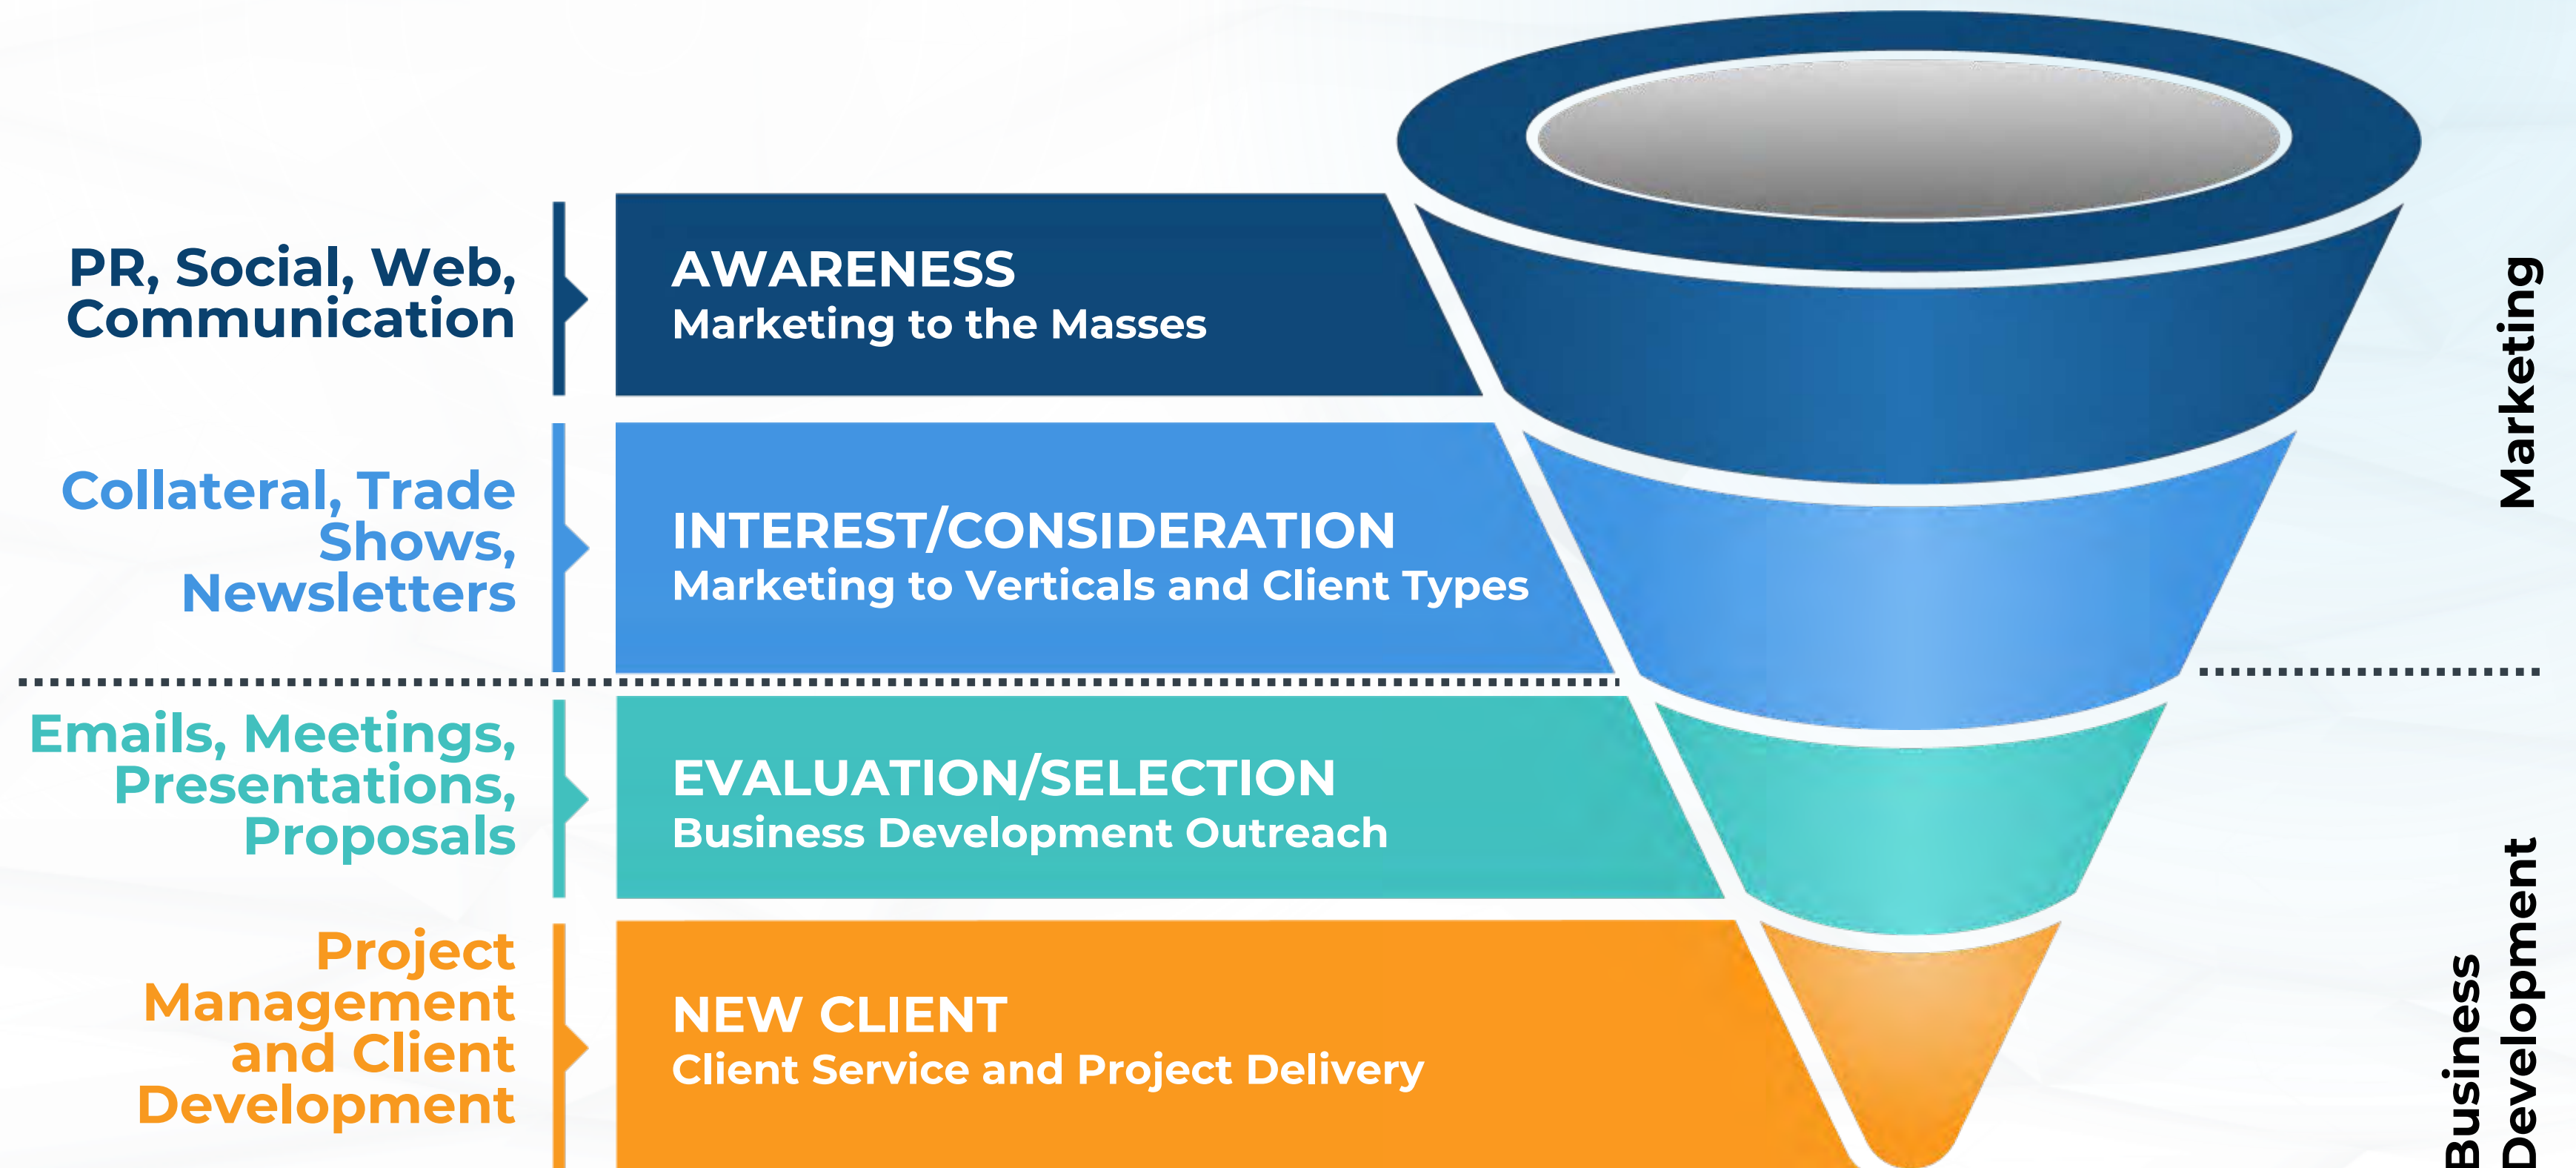 PR, Social, Web,
Communication
AWARENESS
Marketing to the Masses
Collateral, Trade
Shows,
Newsletters
INTEREST/CONSIDERATION
Marketing to Verticals and Client Types
Marketing
Emails, Meetings,
Presentations,
Proposals
EVALUATION/SELECTION
Business Development Outreach
Project
Management
and Client
Development
NEW CLIENT
Client Service and Project Delivery
Business
Development